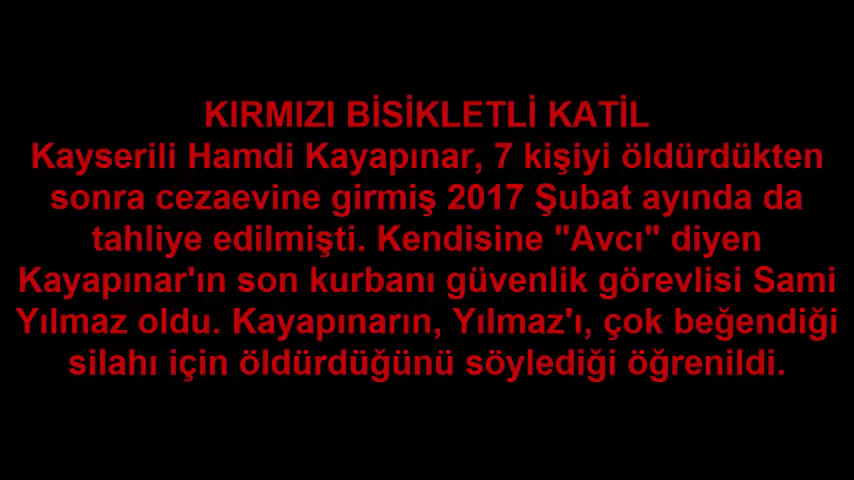 KIRMIZI BİSİKLETLİ KATİL
Kayserili Hamdi Kayapınar, 7 kişiyi öldürdükten
sonra cezaevine girmiş 2017 Şubat ayında da
tahliye edilmişti. Kendisine "Avcı" diyen
Kayapınar'ın son kurbanı güvenlik görevlisi Sami
Yılmaz oldu. Kayapınarın, Yılmaz'ı, çok beğendiği
silahı için öldürdüğünü söylediği öğrenildi.